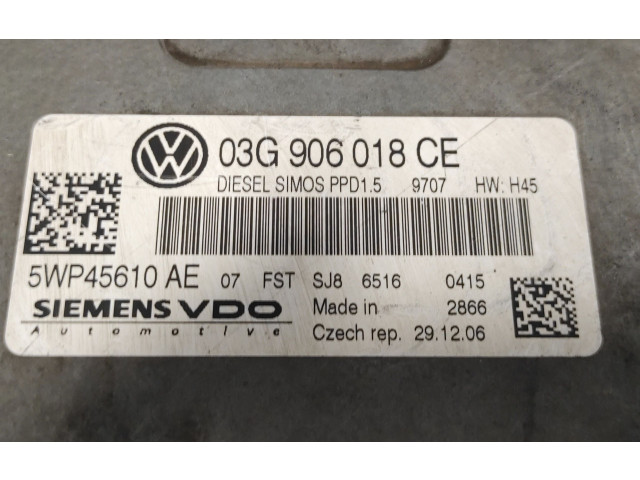 03G 906 018 CE
DIESEL SIMOS PPD1.5 9707 HW: H45
5WP45610 AE 07 FST SJ8 6516 0415
SIEMENS VDO Made in 2866
Automotive Czech rep. 29.12.06